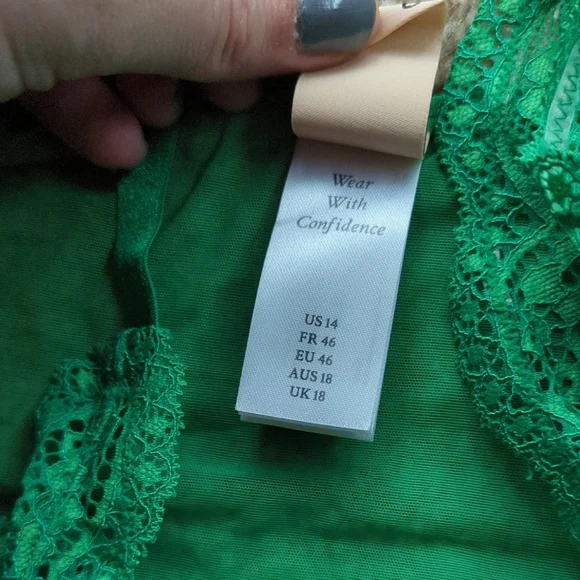 Wear
With
Confidence
US 14
FR 46
EU 46
AUS 18
UK 18